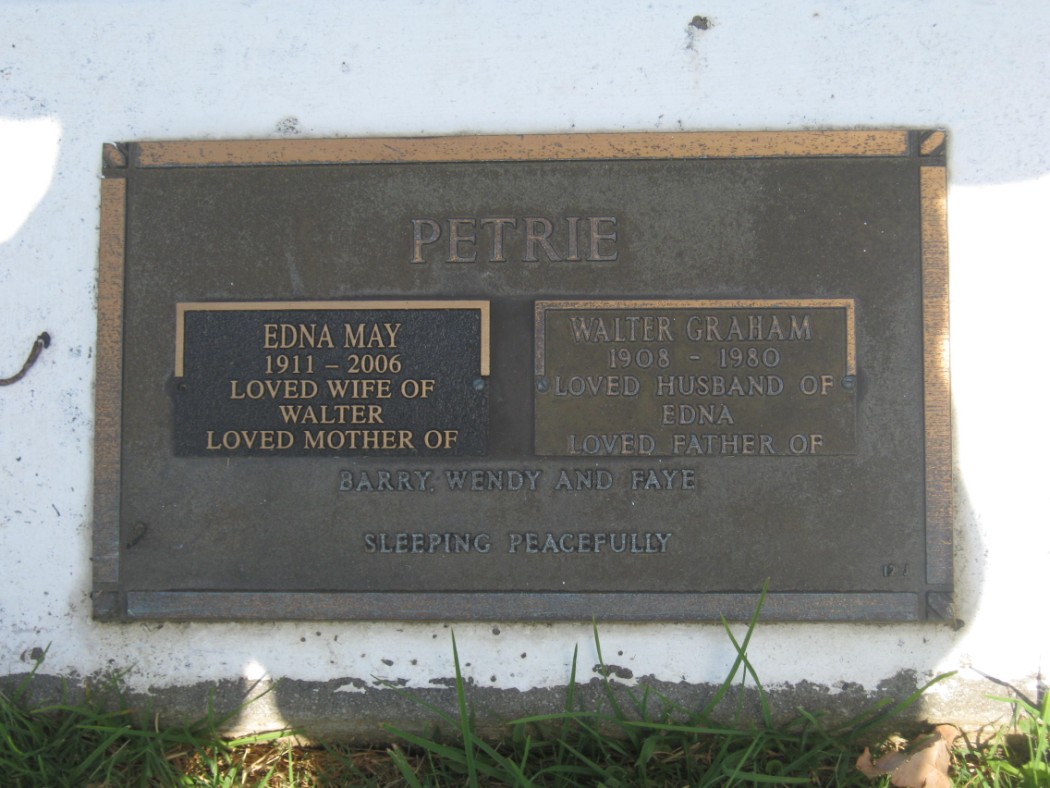 PETRIE
EDNA MAY
1911 – 2006
LOVED WIFE OF
WALTER
LOVED MOTHER OF
WALTER GRAHAM
1908 - 1980
LOVED HUSBAND OF
EDNA
LOVED FATHER OF
BARRY, WENDY AND FAYE
SLEEPING PEACEFULLY